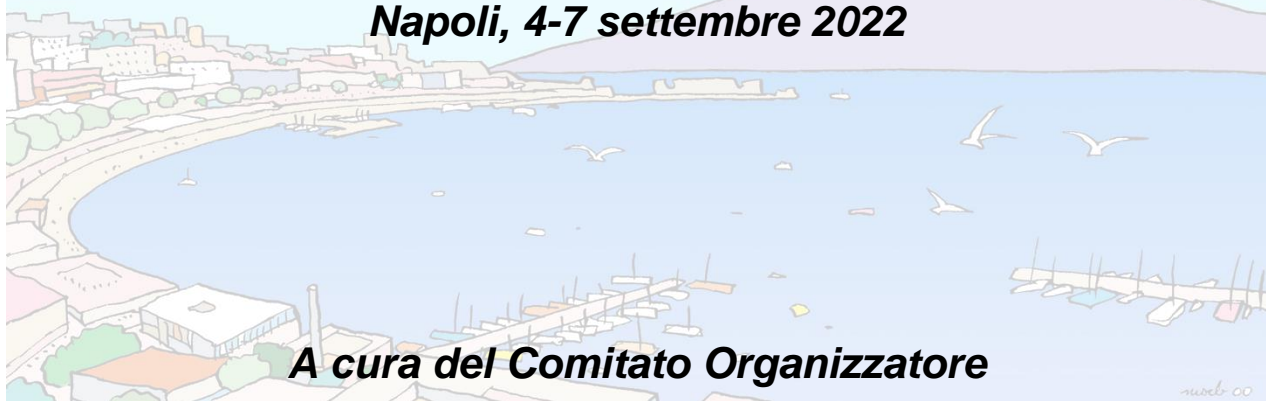 Napoli, 4-7 settembre 2022
A cura del Comitato Organizzatore